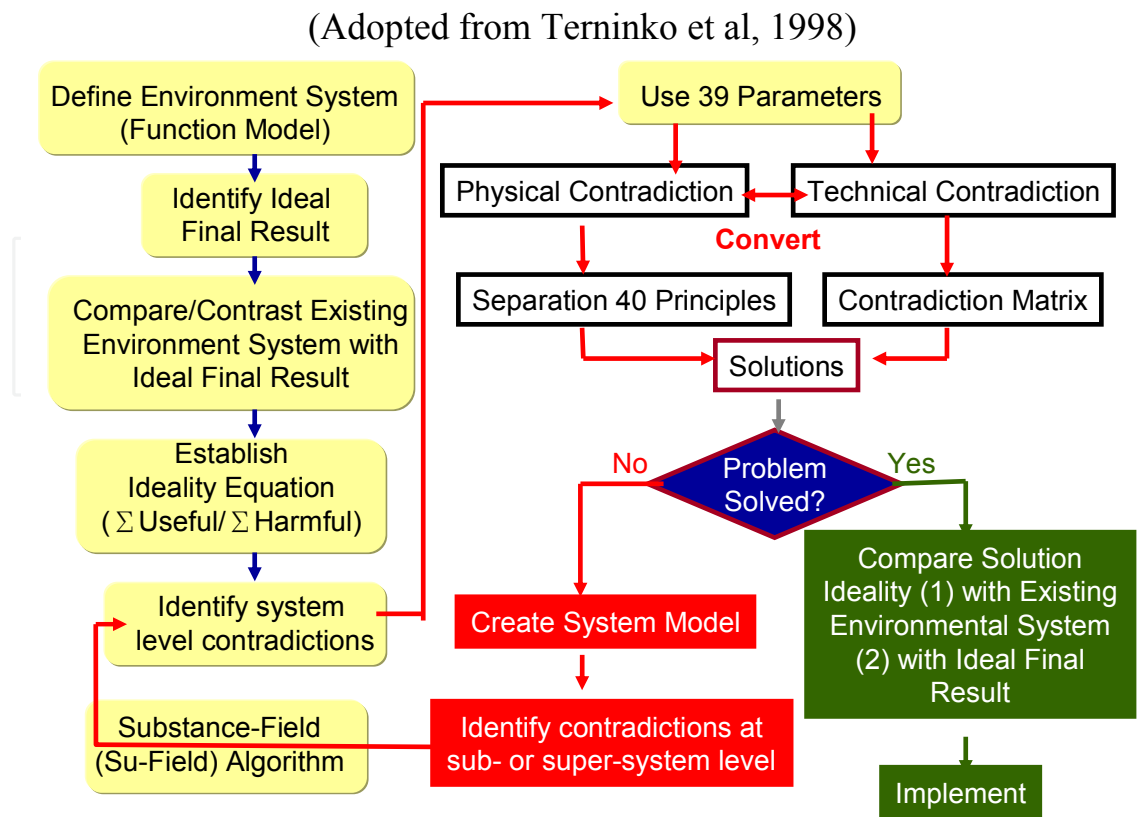 (Adopted from Terninko et al, 1998)
Define Environment System
(Function Model)
Identify Ideal
Final Result
Compare/Contrast Existing
Environment System with
Ideal Final Result
Establish
Ideality Equation
(ΣUseful/ΣHarmful)
Identify system
level contradictions
Substance-Field
(Su-Field) Algorithm
Use 39 Parameters
Physical Contradiction
Technical Contradiction
Convert
Separation 40 Principles
Contradiction Matrix
Solutions
Problem
Solved?
No
Yes
Create System Model
Identify contradictions at
sub- or super-system level
Compare Solution
Ideality (1) with Existing
Environmental System
(2) with Ideal Final
Result
Implement